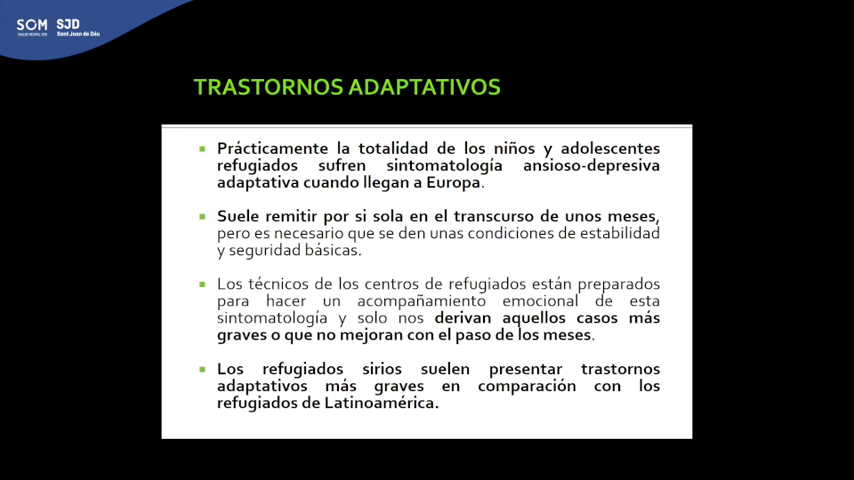 SOM
SALUD MENTAL 360
SJD
Sant Joan de Déu
TRASTORNOS ADAPTATIVOS
Prácticamente la totalidad de los niños y adolescentes
refugiados sufren sintomatología ansioso-depresiva
adaptativa cuando llegan a Europa.
Suele remitir por si sola en el transcurso de unos meses,
pero es necesario que se den unas condiciones de estabilidad
y seguridad básicas.
Los técnicos de los centros de refugiados están preparados
para hacer un acompañamiento emocional de esta
sintomatología y solo nos derivan aquellos casos más
graves o que no mejoran con el paso de los meses.
Los refugiados sirios suelen presentar trastornos
adaptativos más graves en comparación con los
refugiados de Latinoamérica.